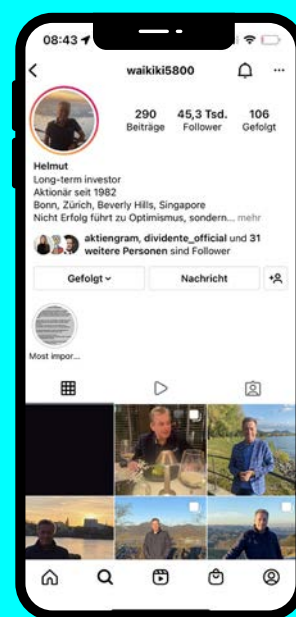 08:43
waikiki5800
290 45,3 Tsd. 106
Beiträge Follower Gefolgt
Helmut
Long-term investor
Aktionär seit 1982
Bonn, Zürich, Beverly Hills, Singapore
Nicht Erfolg führt zu Optimismus, sondern... mehr
aktiengram, dividente_official und 31
weitere Personen sind Follower
Gefolgt Nachricht
Most impor...